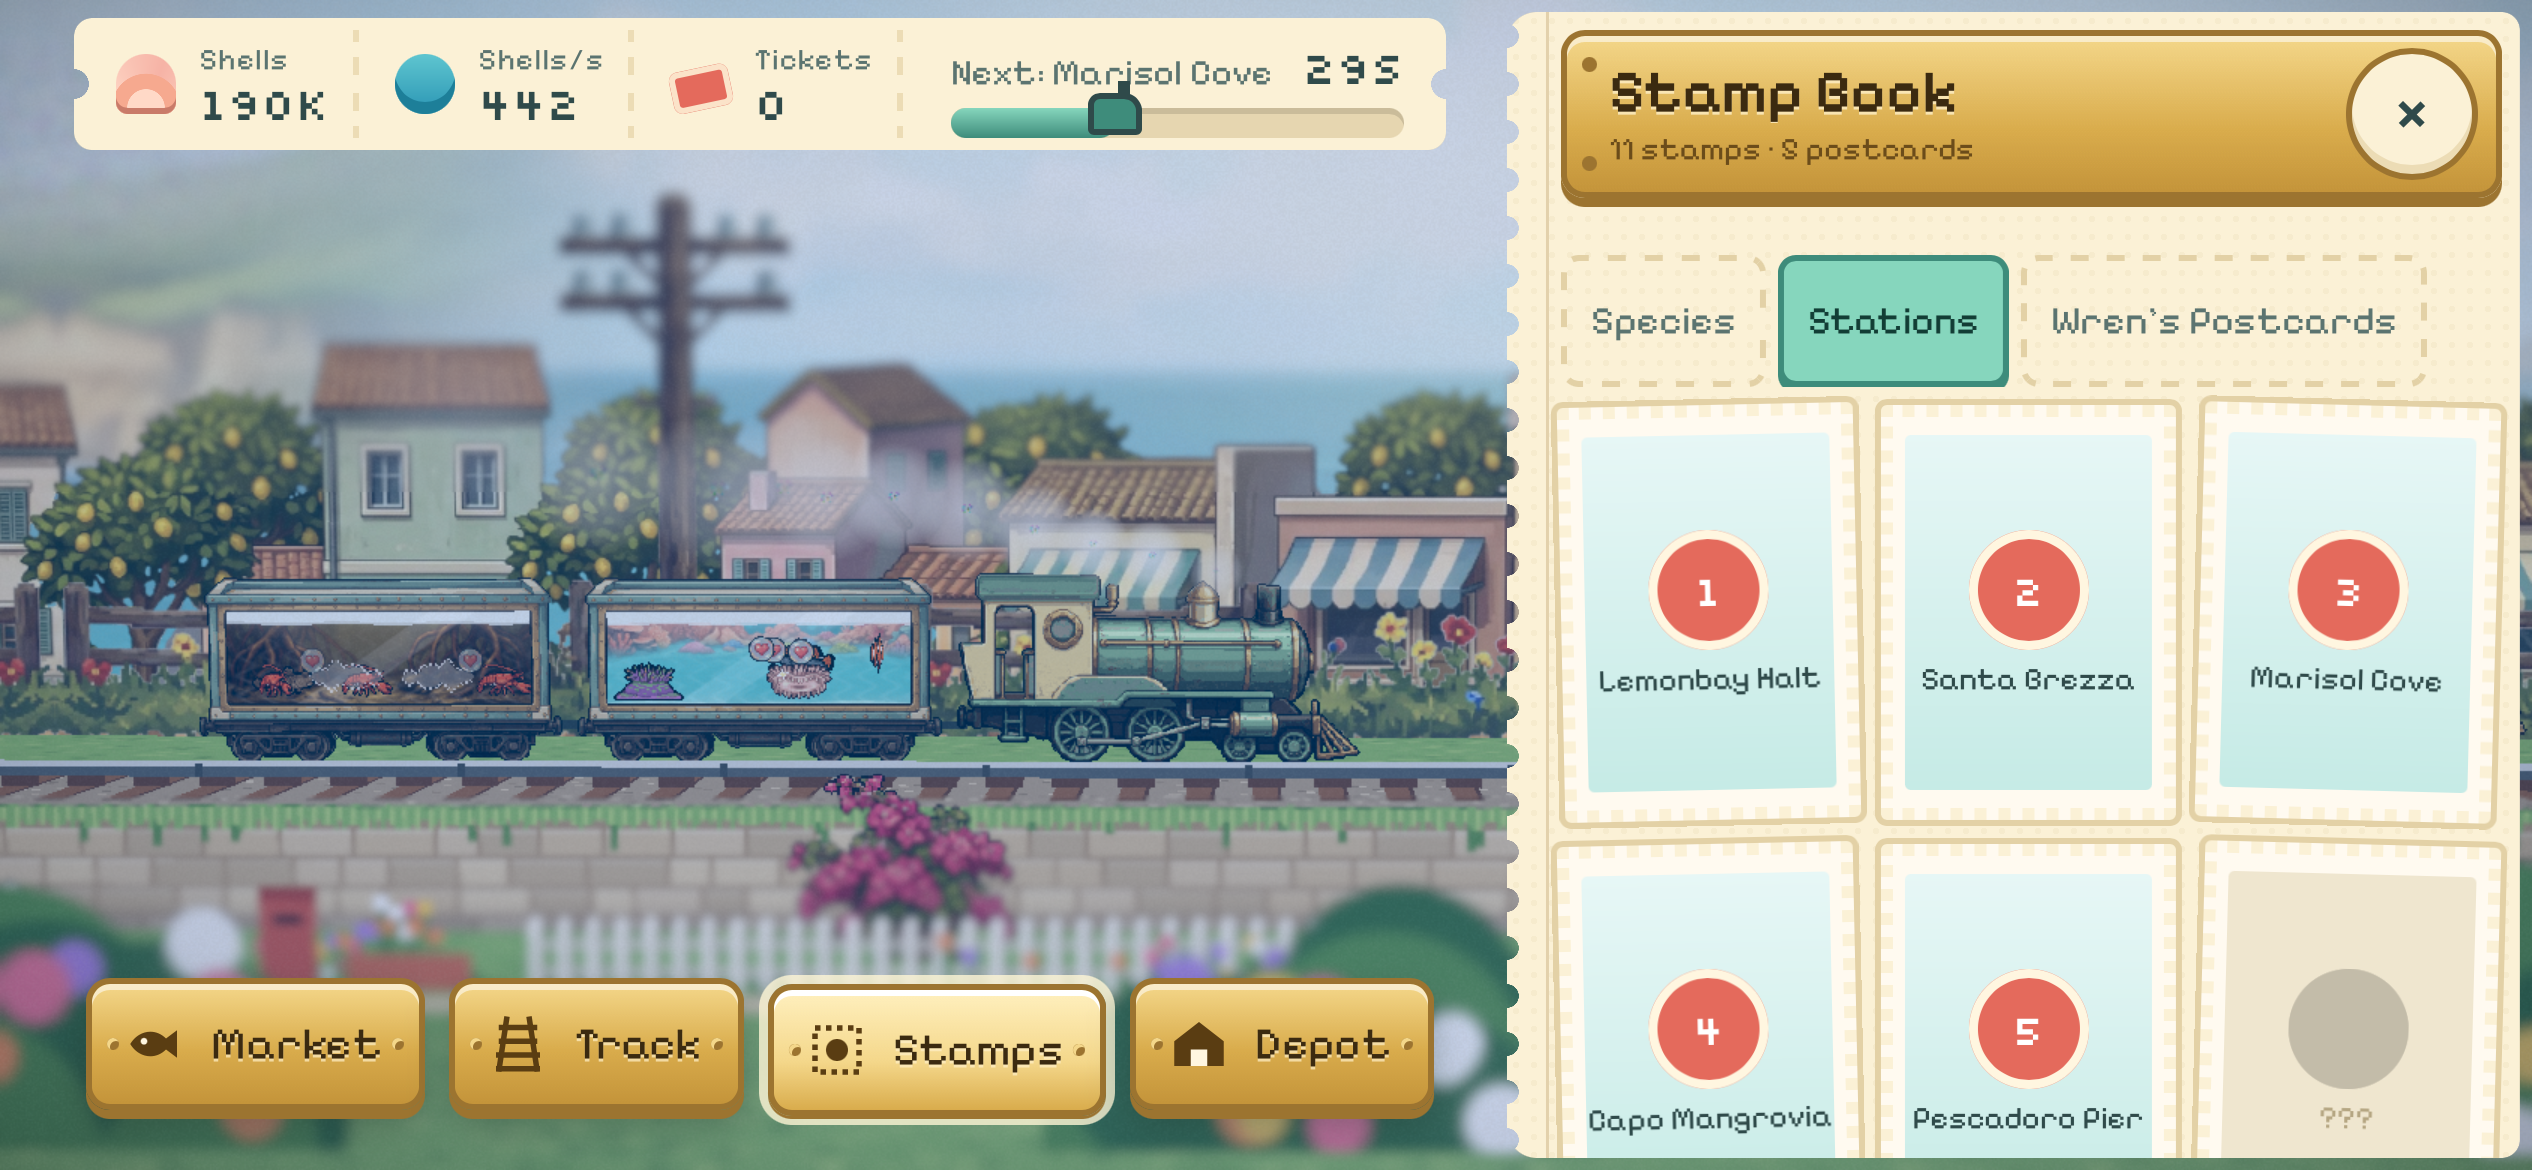 Shells
190K
Shells/s
442
Tickets
0
Next: Marisol Cove
29S
Stamp Book
11 stamps · 8 postcards
Species
Stations
Wren's Postcards
1
Lemonbay Halt
2
Santa Brezza
3
Marisol Cove
4
Capo Mangrovia
5
Pescadoro Pier
???
Market
Track
Stamps
Depot